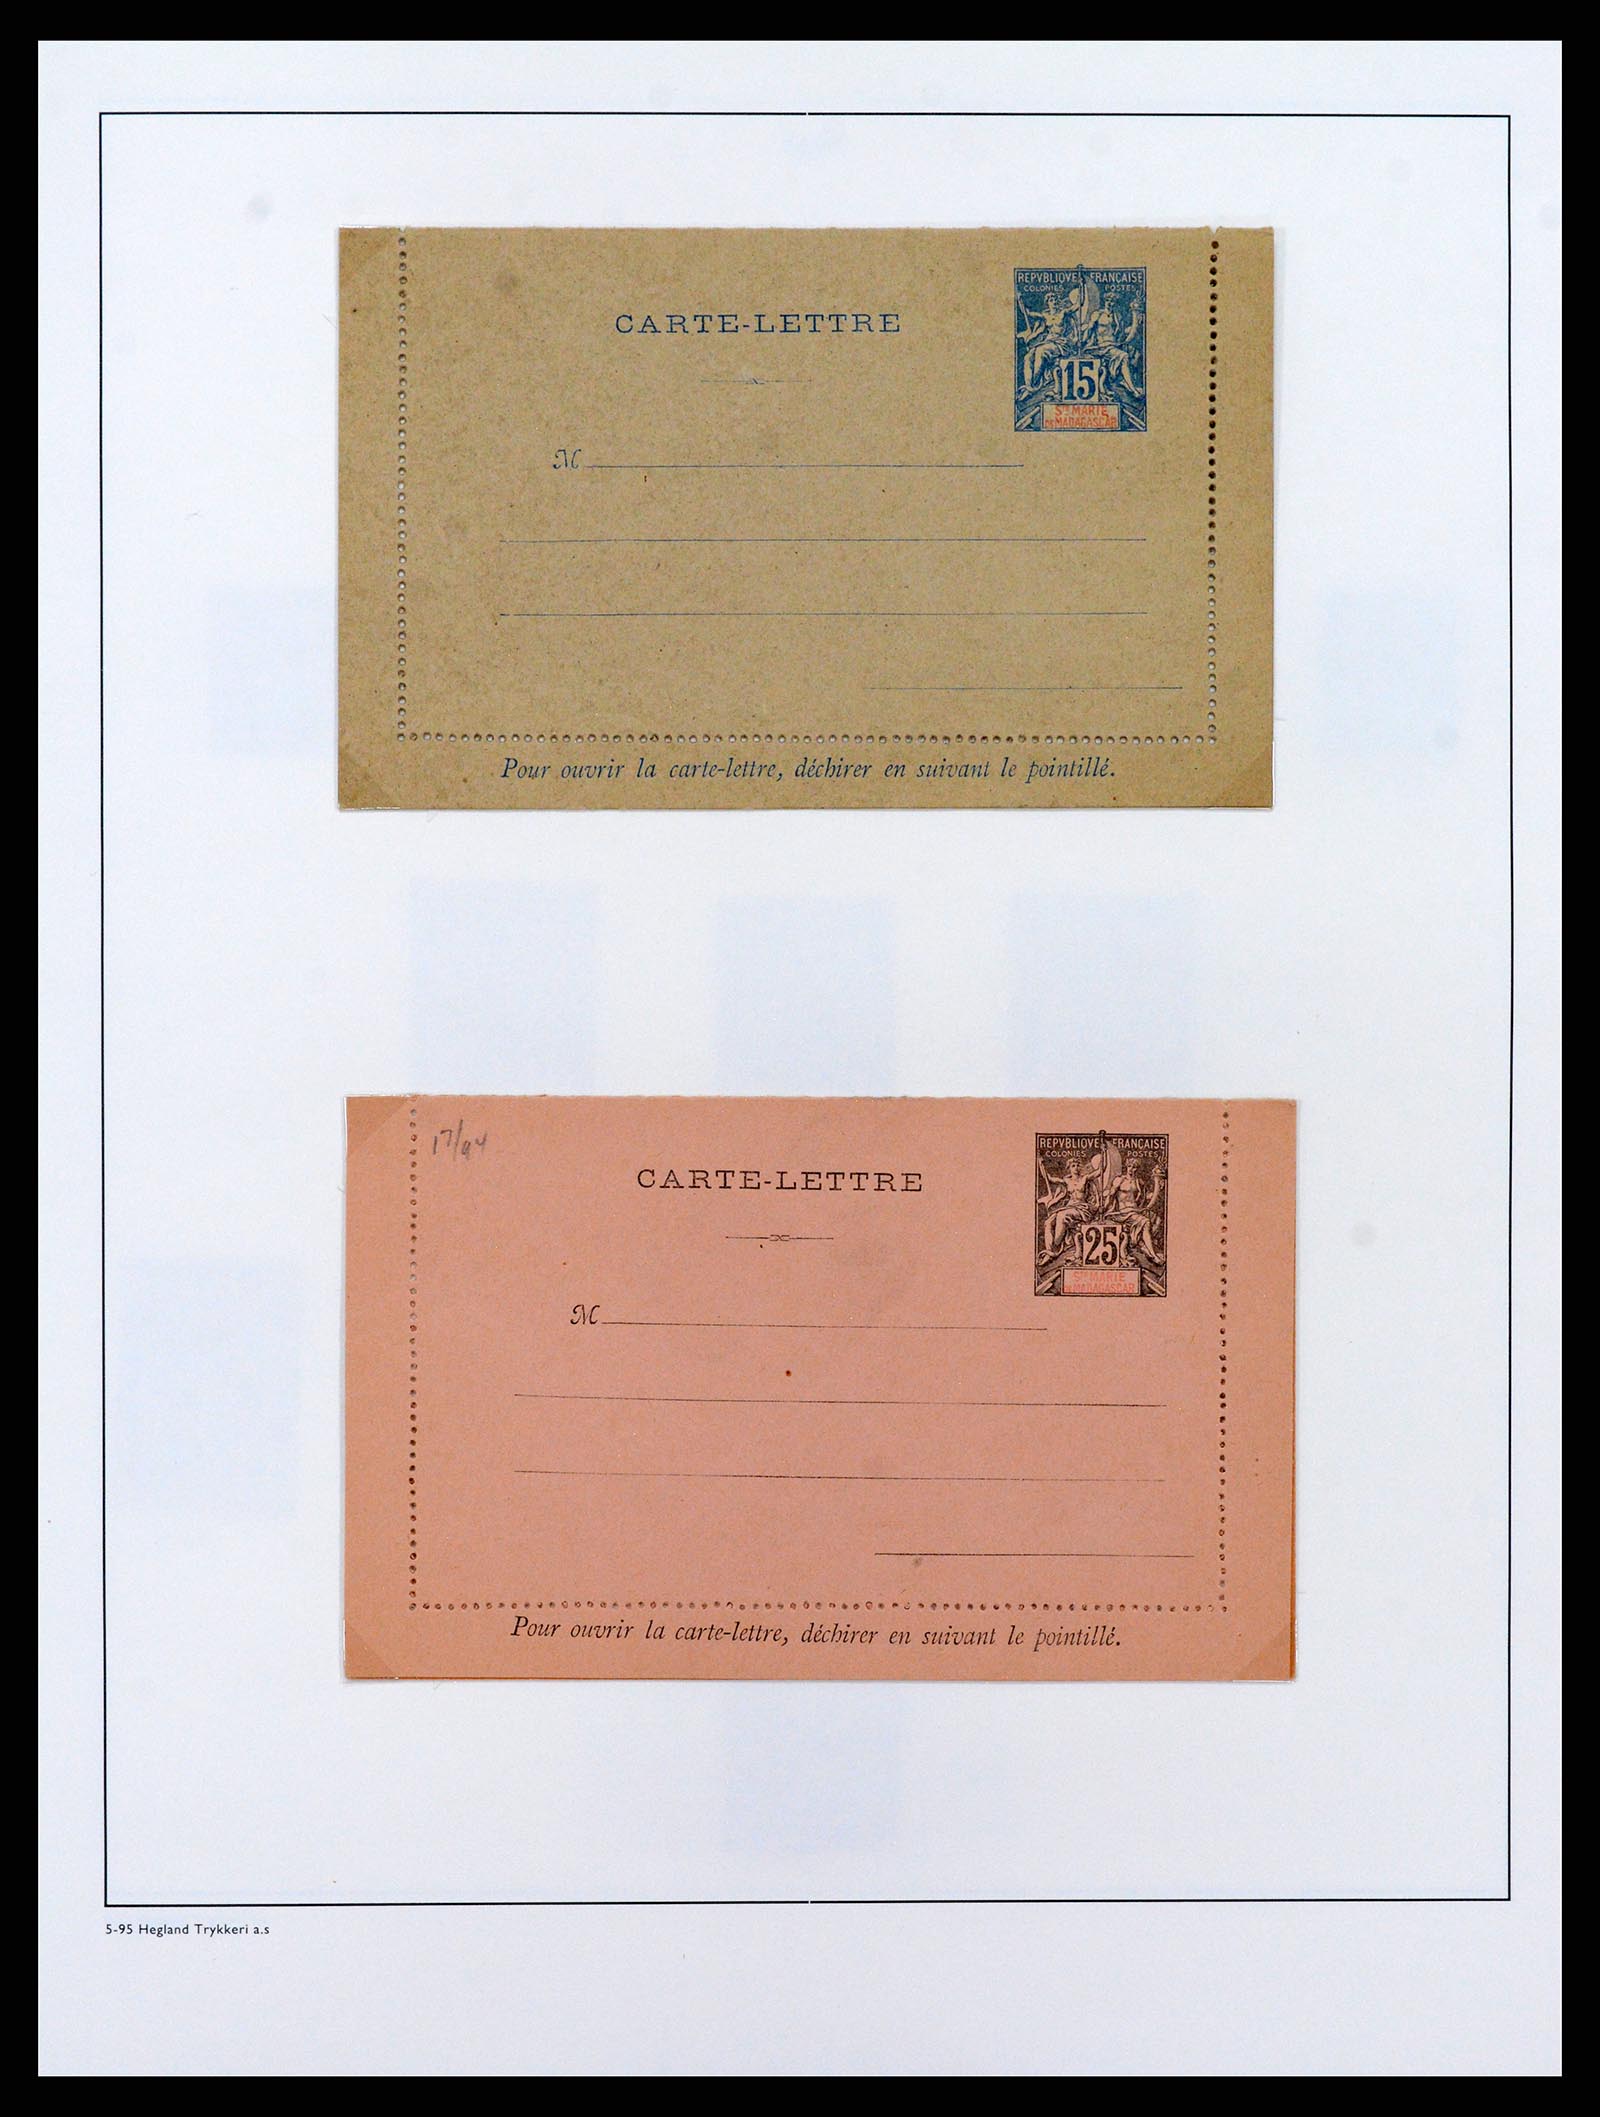 REPVBLIQVE FRANÇAISE
COLONIES POSTES
CARTE-LETTRE
15
STE MARIE
DE MADAGASCAR
M
Pour ouvrir la carte-lettre, déchirer en suivant le pointillé.
17/94
REPVBLIQVE FRANÇAISE
COLONIES POSTES
CARTE-LETTRE
25
STE MARIE
DE MADAGASCAR
M
Pour ouvrir la carte-lettre, déchirer en suivant le pointillé.
5-95 Hegland Trykkeri a.s